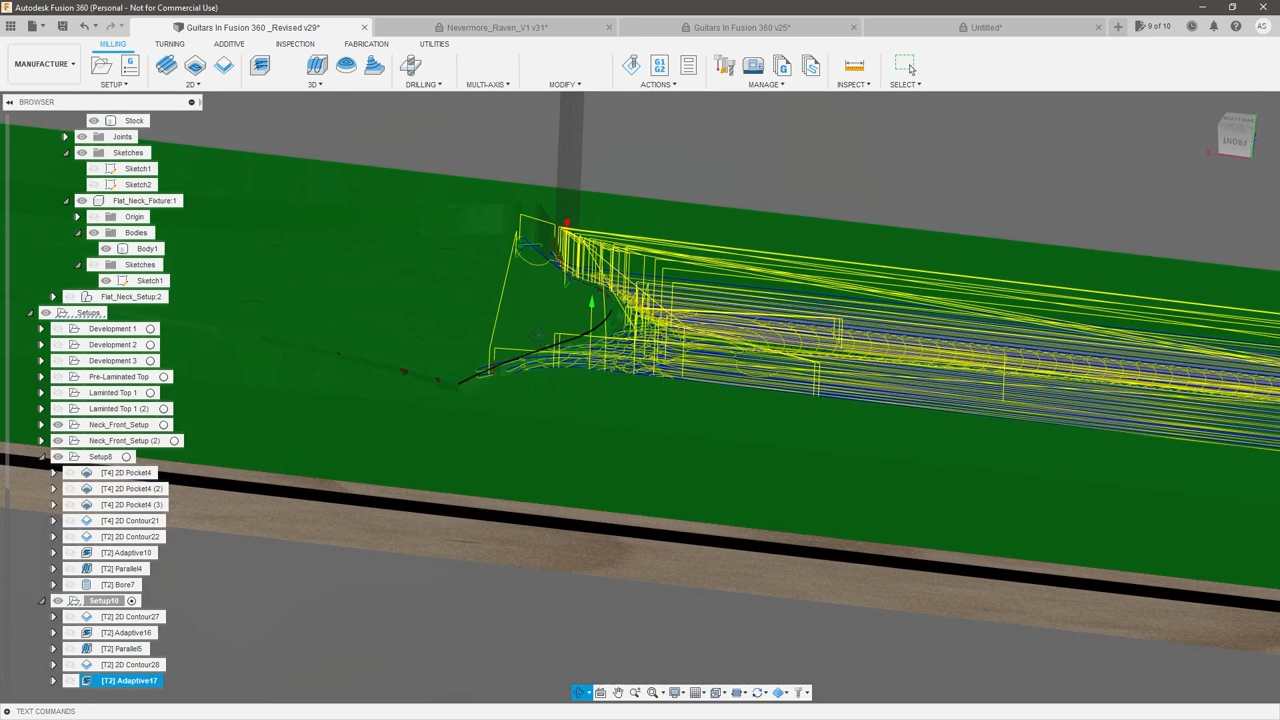 Autodesk Fusion 360 (Personal - Not for Commercial Use)
Guitars In Fusion 360 _Revised v29*
Nevermore_Raven_V1 v31*
Guitars In Fusion 360 v25*
Untitled*
9 of 10
AS
MILLING
TURNING
ADDITIVE
INSPECTION
FABRICATION
UTILITIES
MANUFACTURE
G
G1
G2
G
SETUP
2D
3D
DRILLING
MULTI-AXIS
MODIFY
ACTIONS
MANAGE
INSPECT
SELECT
BROWSER
Stock
Joints
Sketches
Sketch1
Sketch2
Flat_Neck_Fixture:1
Origin
Bodies
Body1
Sketches
Sketch1
Flat_Neck_Setup:2
Setups
Development 1
Development 2
Development 3
Pre-Laminated Top
Laminted Top 1
Laminted Top 1 (2)
Neck_Front_Setup
Neck_Front_Setup (2)
Setup8
[T4] 2D Pocket4
[T4] 2D Pocket4 (2)
[T4] 2D Pocket4 (3)
[T4] 2D Contour21
[T2] 2D Contour22
[T2] Adaptive10
[T2] Parallel4
[T2] Bore7
Setup10
[T2] 2D Contour27
[T2] Adaptive16
[T2] Parallel5
[T2] 2D Contour28
[T2] Adaptive17
BOTTOM
FRONT
X
TEXT COMMANDS